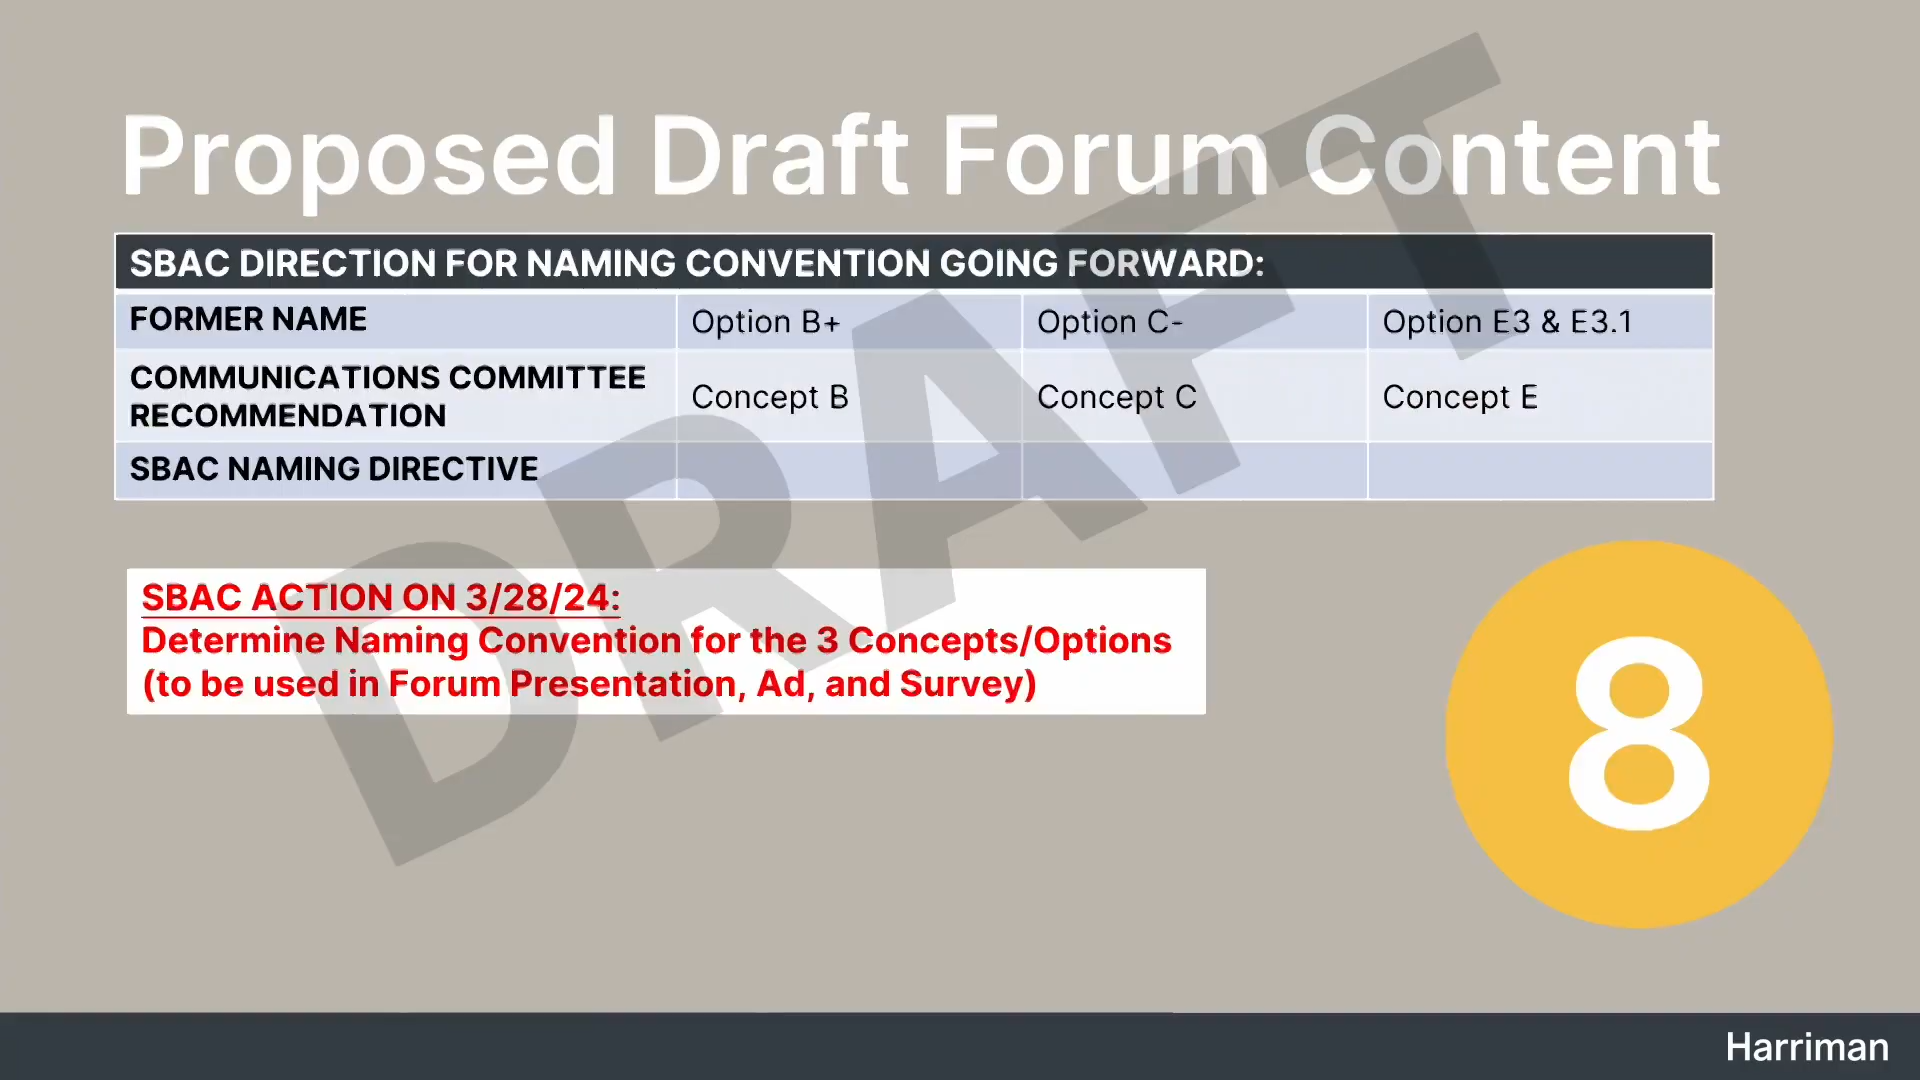 Proposed Draft Forum Content
SBAC DIRECTION FOR NAMING CONVENTION GOING FORWARD:
FORMER NAME Option B+ Option C- Option E3 & E3.1
COMMUNICATIONS COMMITTEE
RECOMMENDATION Concept B Concept C Concept E
SBAC NAMING DIRECTIVE
SBAC ACTION ON 3/28/24:
Determine Naming Convention for the 3 Concepts/Options
(to be used in Forum Presentation, Ad, and Survey)
DRAFT
8
Harriman